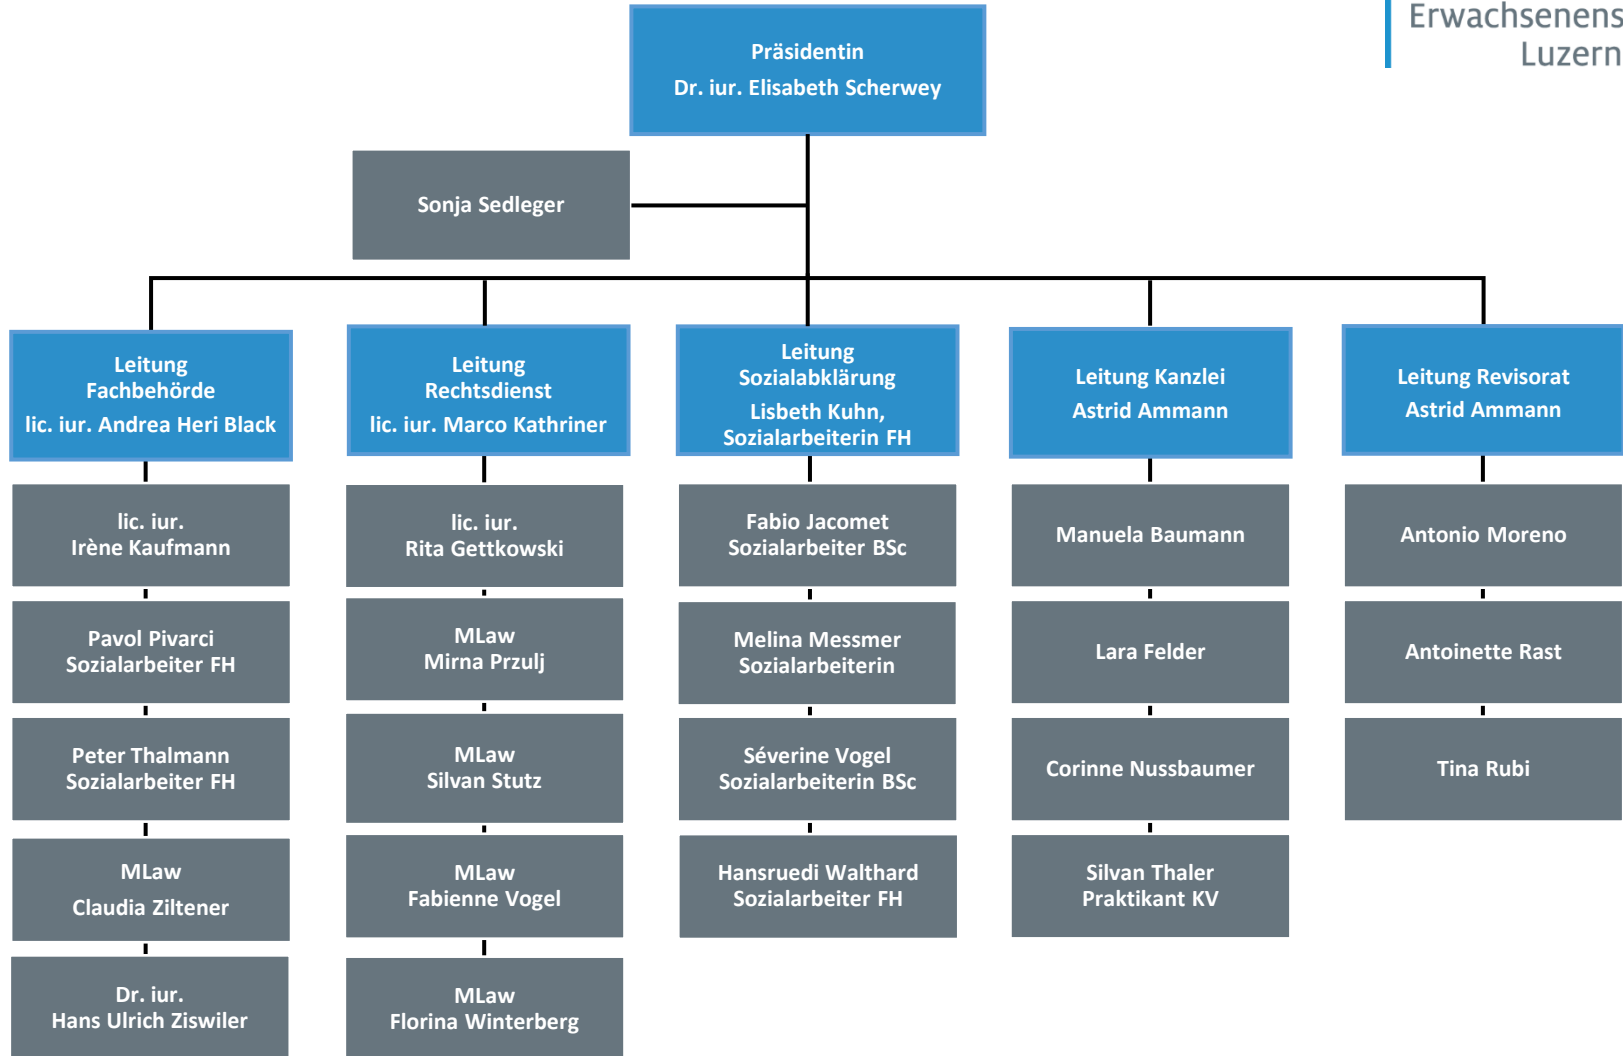 Erwachsenens
Luzern
Präsidentin
Dr. iur. Elisabeth Scherwey
Sonja Sedleger
Leitung
Fachbehörde
lic. iur. Andrea Heri Black
Leitung
Rechtsdienst
lic. iur. Marco Kathriner
Leitung
Sozialabklärung
Lisbeth Kuhn,
Sozialarbeiterin FH
Leitung Kanzlei
Astrid Ammann
Leitung Revisorat
Astrid Ammann
lic. iur.
Irène Kaufmann
lic. iur.
Rita Gettkowski
Fabio Jacomet
Sozialarbeiter BSc
Manuela Baumann
Antonio Moreno
Pavol Pivarci
Sozialarbeiter FH
MLaw
Mirna Przulj
Melina Messmer
Sozialarbeiterin
Lara Felder
Antoinette Rast
Peter Thalmann
Sozialarbeiter FH
MLaw
Silvan Stutz
Séverine Vogel
Sozialarbeiterin BSc
Corinne Nussbaumer
Tina Rubi
MLaw
Claudia Ziltener
MLaw
Fabienne Vogel
Hansruedi Walthard
Sozialarbeiter FH
Silvan Thaler
Praktikant KV
Dr. iur.
Hans Ulrich Ziswiler
MLaw
Florina Winterberg